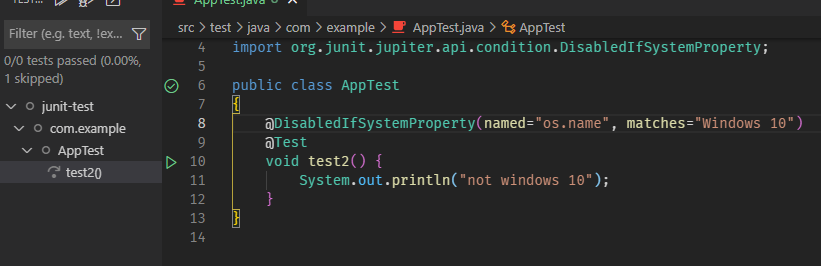 AppTest.java
Filter (e.g. text, !ex...
0/0 tests passed (0.00%,
1 skipped)
junit-test
com.example
AppTest
test2()
src > test > java > com > example > AppTest.java > AppTest
4 import org.junit.jupiter.api.condition.DisabledIfSystemProperty;
5
6 public class AppTest
7 {
8 @DisabledIfSystemProperty(named="os.name", matches="Windows 10")
9 @Test
10 void test2() {
11 System.out.println("not windows 10");
12 }
13 }
14